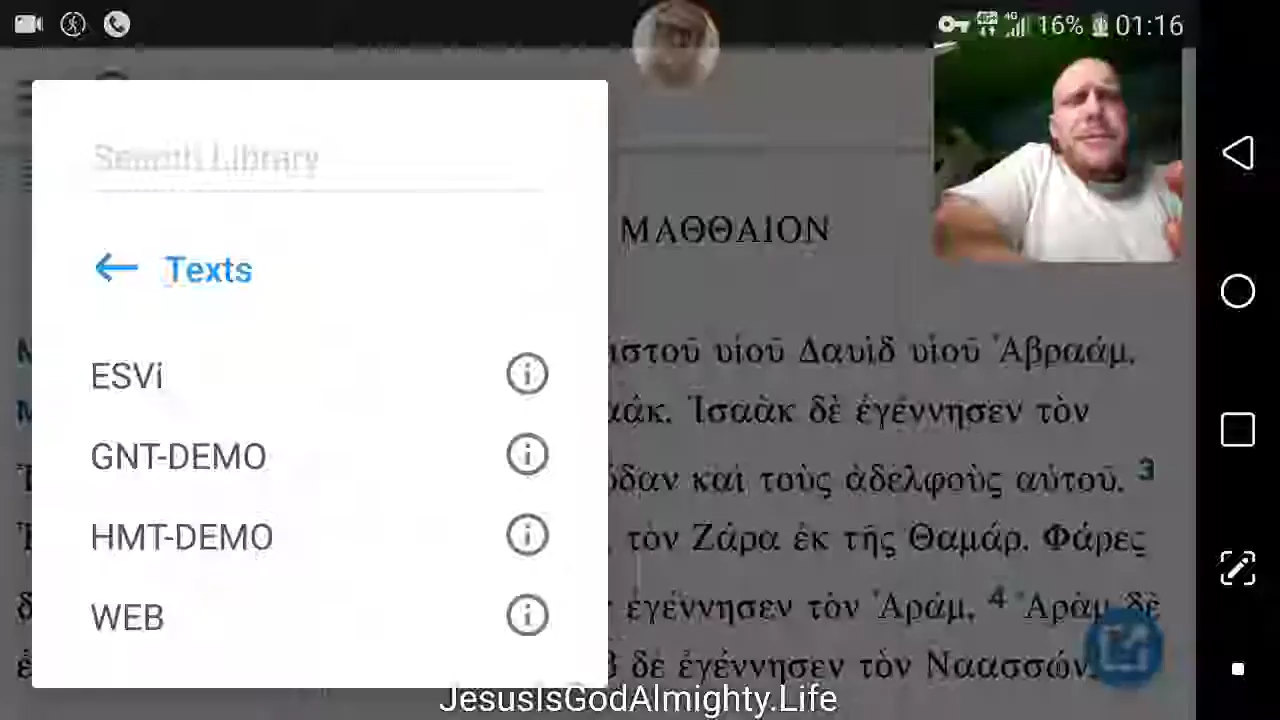 16% 01:16
Search Library
ΜΑΘΘΑΙΟΝ
Texts
ιστοῦ υἱοῦ Δαυὶδ υἱοῦ Ἀβραάμ.
ESVi
αάκ. Ἰσαὰκ δὲ ἐγέννησεν τὸν
GNT-DEMO
ύδαν καὶ τοὺς ἀδελφοὺς αὐτοῦ. 3
HMT-DEMO
τὸν Ζάρα ἐκ τῆς Θαμάρ. Φάρες
WEB
ἐγέννησεν τὸν Ἀράμ. 4 Ἀρὰμ δὲ
δὲ ἐγέννησεν τὸν Ναασσών.
JesusIsGodAlmighty.Life